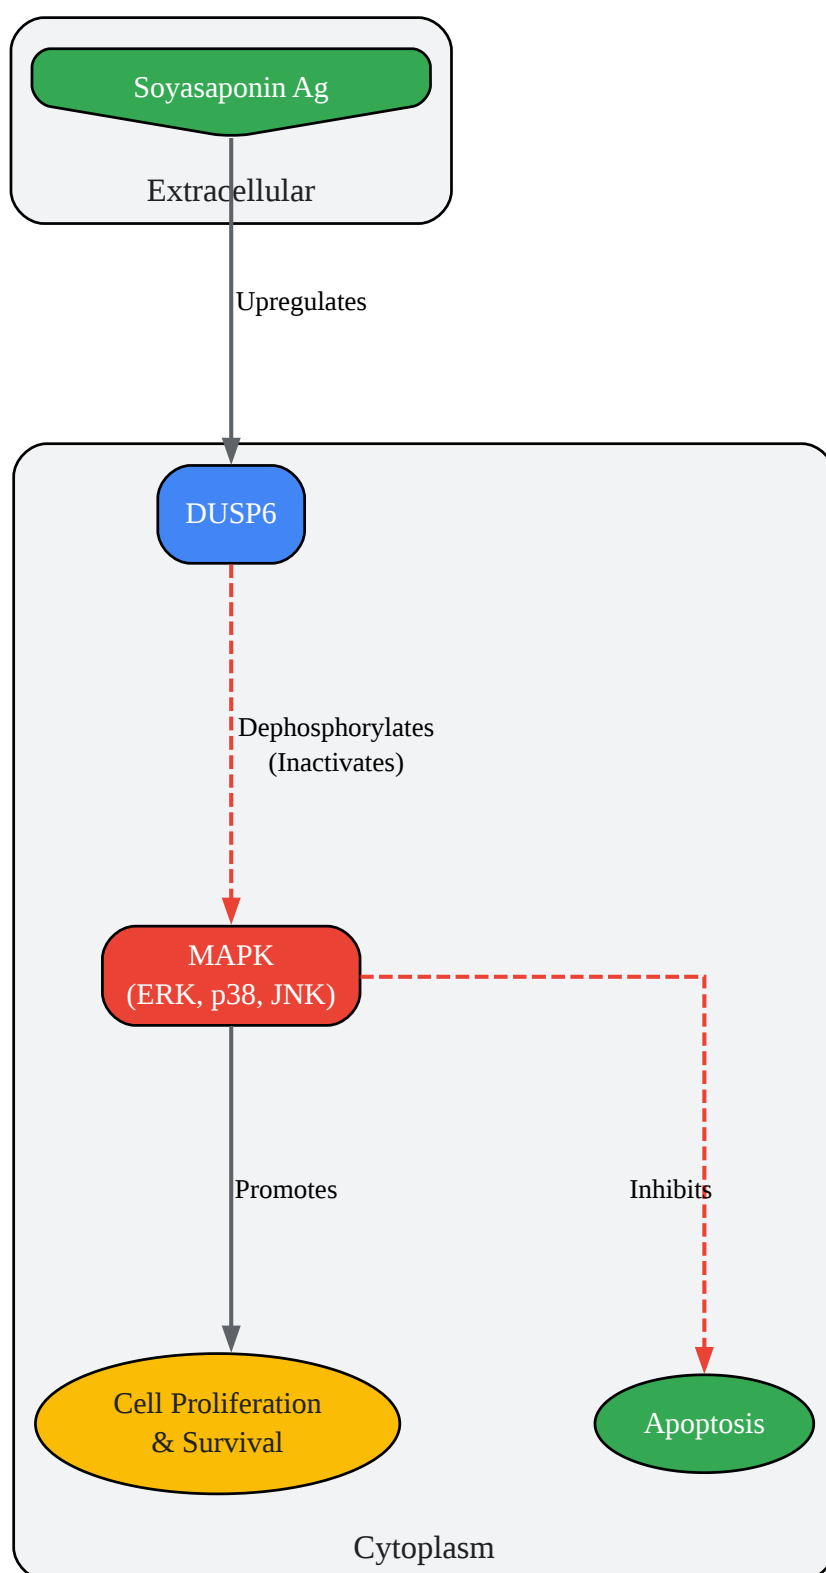 Soyasaponin Ag
Extracellular
Upregulates
DUSP6
Dephosphorylates
(Inactivates)
MAPK
(ERK, p38, JNK)
Promotes
Inhibits
Cell Proliferation
& Survival
Apoptosis
Cytoplasm